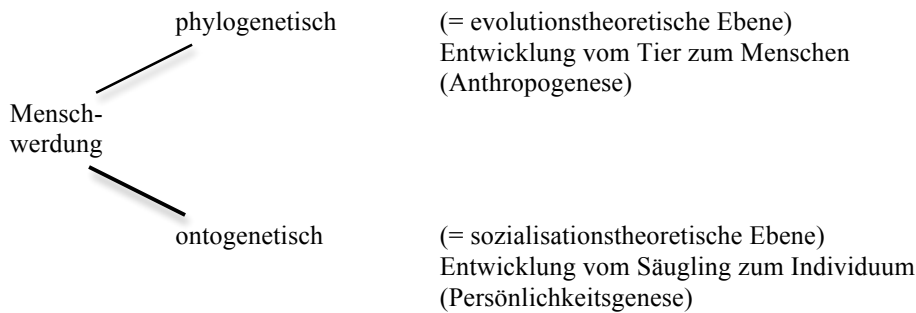 phylogenetisch (= evolutionstheoretische Ebene)
Entwicklung vom Tier zum Menschen
(Anthropogenese)
Mensch-
werdung
ontogenetisch (= sozialisationstheoretische Ebene)
Entwicklung vom Säugling zum Individuum
(Persönlichkeitsgenese)